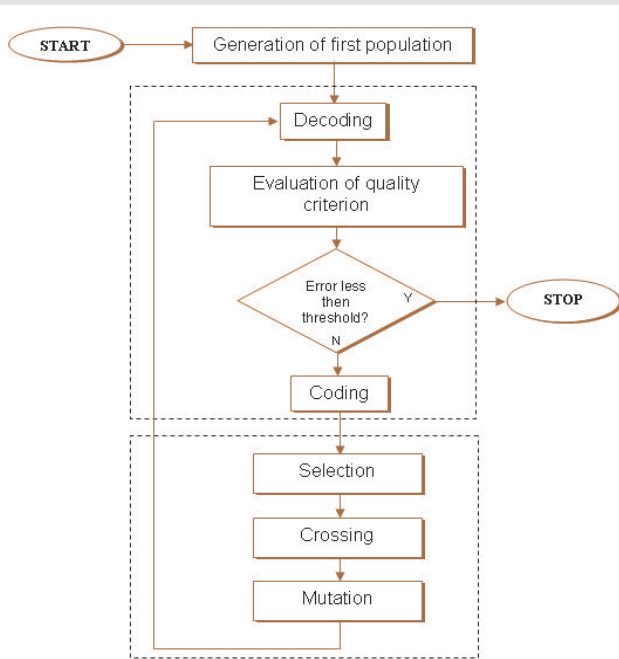 START
Generation of first population
Decoding
Evaluation of quality
criterion
Error less
then
threshold?
Y
STOP
N
Coding
Selection
Crossing
Mutation